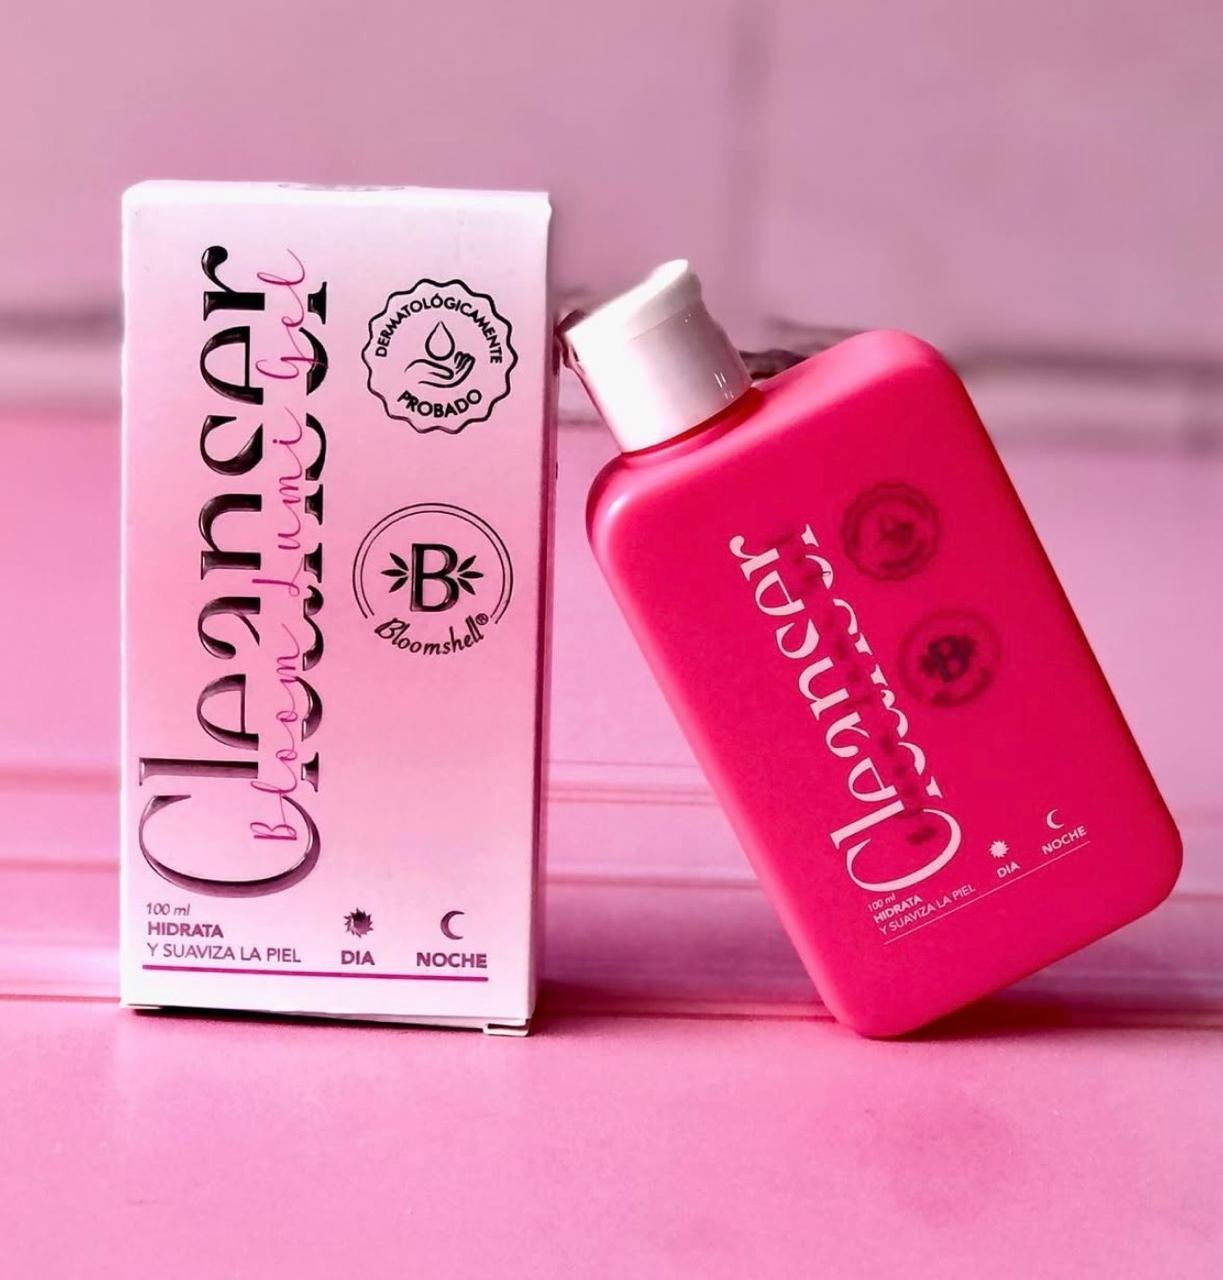 Cleanser
Bloom Lumi Gel
DERMATOLÓGICAMENTE
PROBADO
B
Bloomshell®
100 ml
HIDRATA
Y SUAVIZA LA PIEL
DIA
NOCHE
Cleanser
B
100 ml
HIDRATA
Y SUAVIZA LA PIEL
DIA
NOCHE